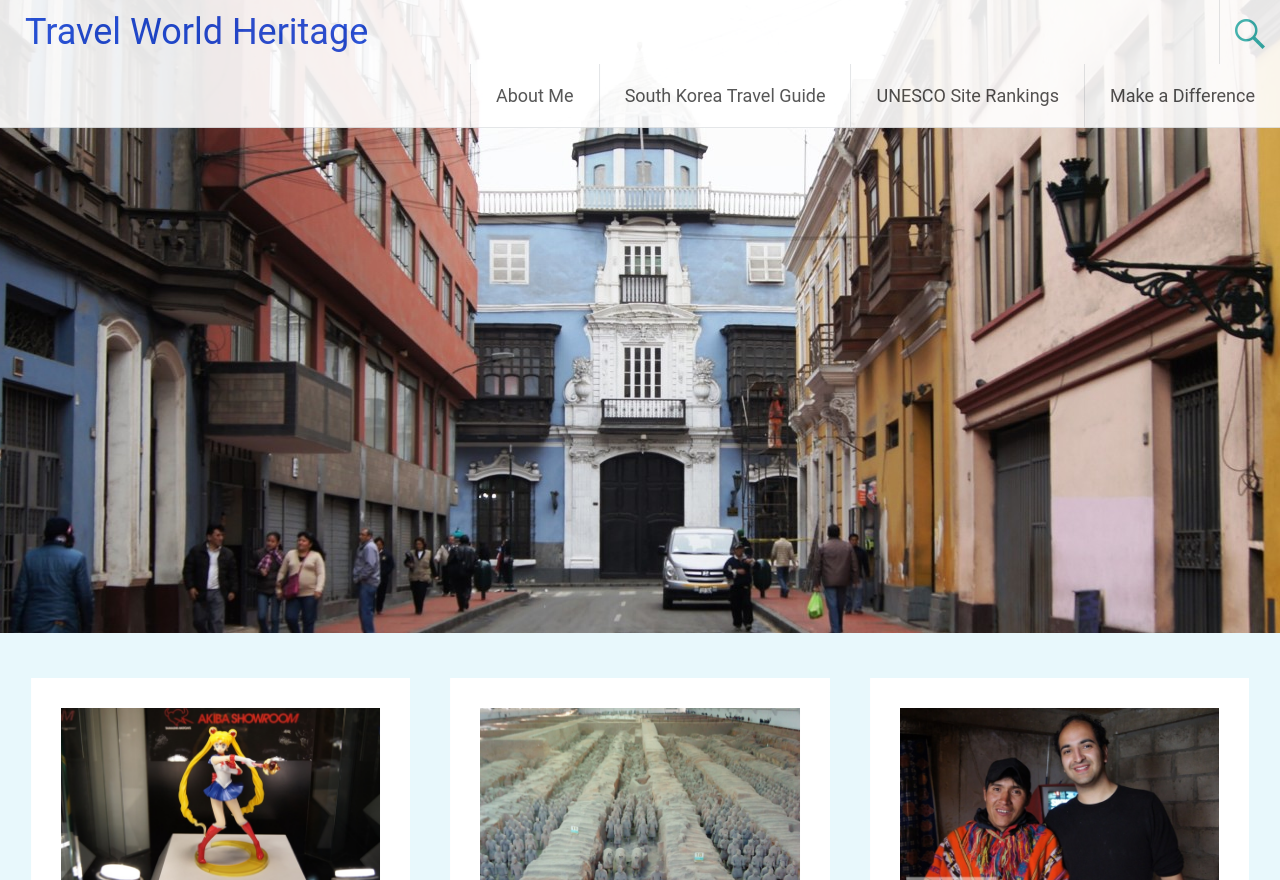 Travel World Heritage
About Me
South Korea Travel Guide
UNESCO Site Rankings
Make a Difference
AKIBA SHOWROOM